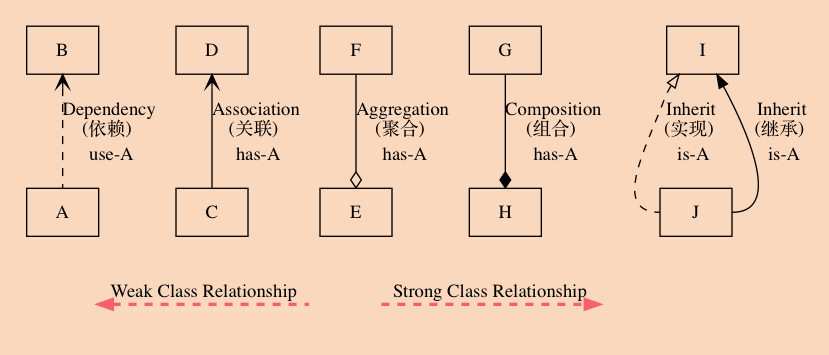 B
D
F
G
I
Dependency
(依赖)
use-A
Association
(关联)
has-A
Aggregation
(聚合)
has-A
Composition
(组合)
has-A
Inherit
(实现)
is-A
Inherit
(继承)
is-A
A
C
E
H
J
Weak Class Relationship
Strong Class Relationship